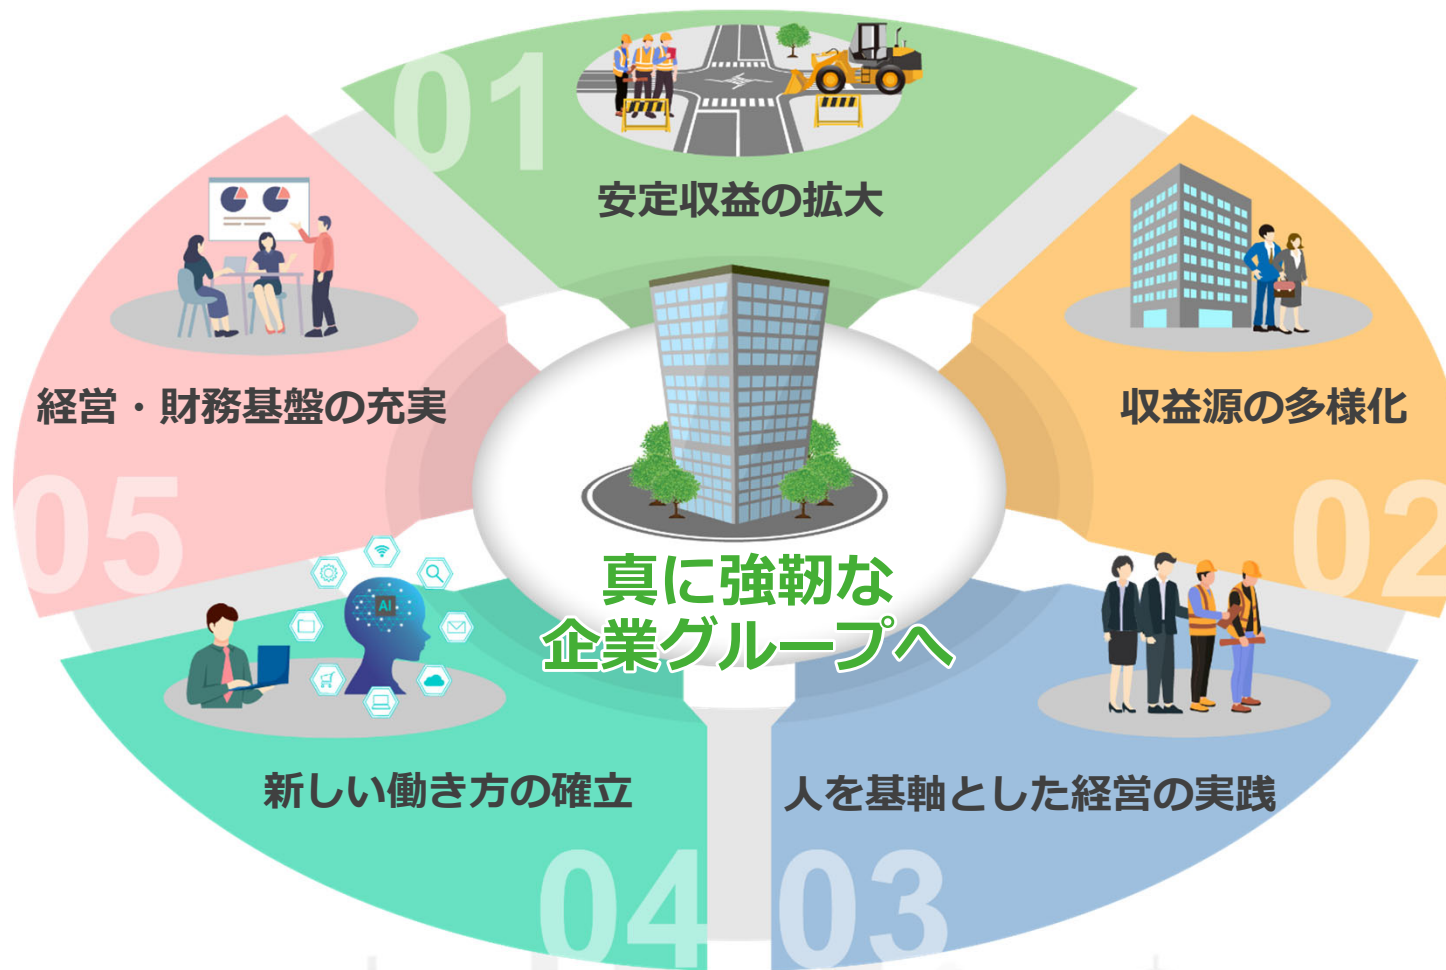 01
安定収益の拡大
収益源の多様化
02
人を基軸とした経営の実践
03
新しい働き方の確立
04
AI
経営・財務基盤の充実
05
真に強靭な
企業グループへ